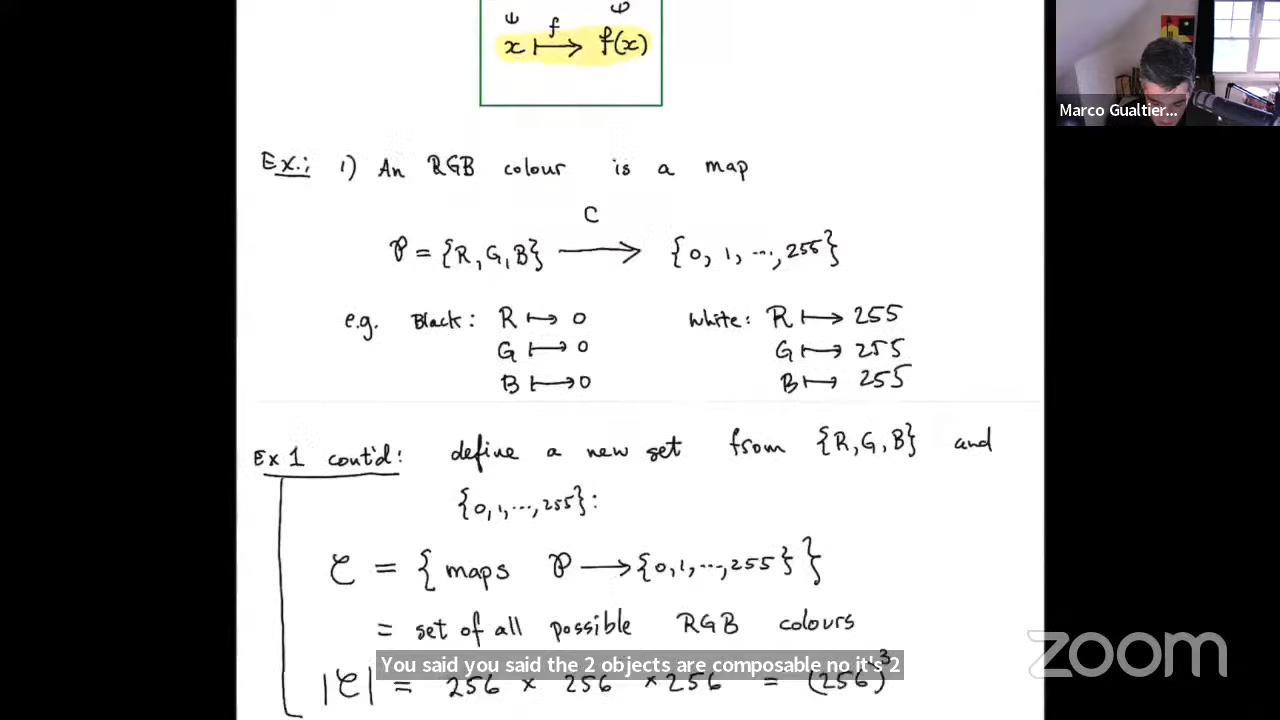 ψ ψ
x ⟼ f(x)
f
Marco Gualtier...
Ex.: 1) An RGB colour is a map
C
P = {R, G, B} ⟶ {0, 1, ..., 255}
e.g. Black: R ⟼ 0 White: R ⟼ 255
G ⟼ 0 G ⟼ 255
B ⟼ 0 B ⟼ 255
Ex 1 cont'd: define a new set from {R, G, B} and
{0, 1, ..., 255}:
C = { maps P ⟶ {0, 1, ..., 255} }
= set of all possible RGB colours
You said you said the 2 objects are composable no it's 2
|C| = 256 × 256 × 256 = (256)³
zoom